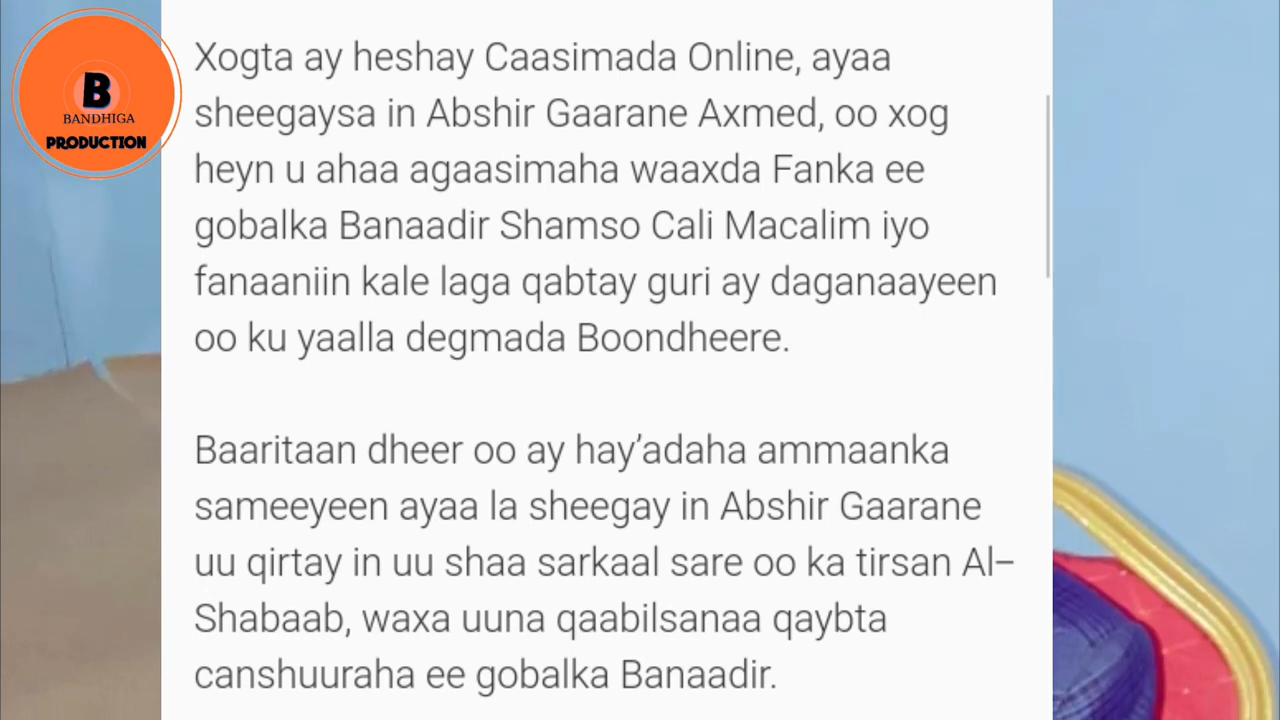 B
BANDHIGA
PRODUCTION
Xogta ay heshay Caasimada Online, ayaa
sheegaysa in Abshir Gaarane Axmed, oo xog
heyn u ahaa agaasimaha waaxda Fanka ee
gobalka Banaadir Shamso Cali Macalim iyo
fanaaniin kale laga qabtay guri ay daganaayeen
oo ku yaalla degmada Boondheere.
Baaritaan dheer oo ay hay’adaha ammaanka
sameeyeen ayaa la sheegay in Abshir Gaarane
uu qirtay in uu shaa sarkaal sare oo ka tirsan Al–
Shabaab, waxa uuna qaabilsanaa qaybta
canshuuraha ee gobalka Banaadir.